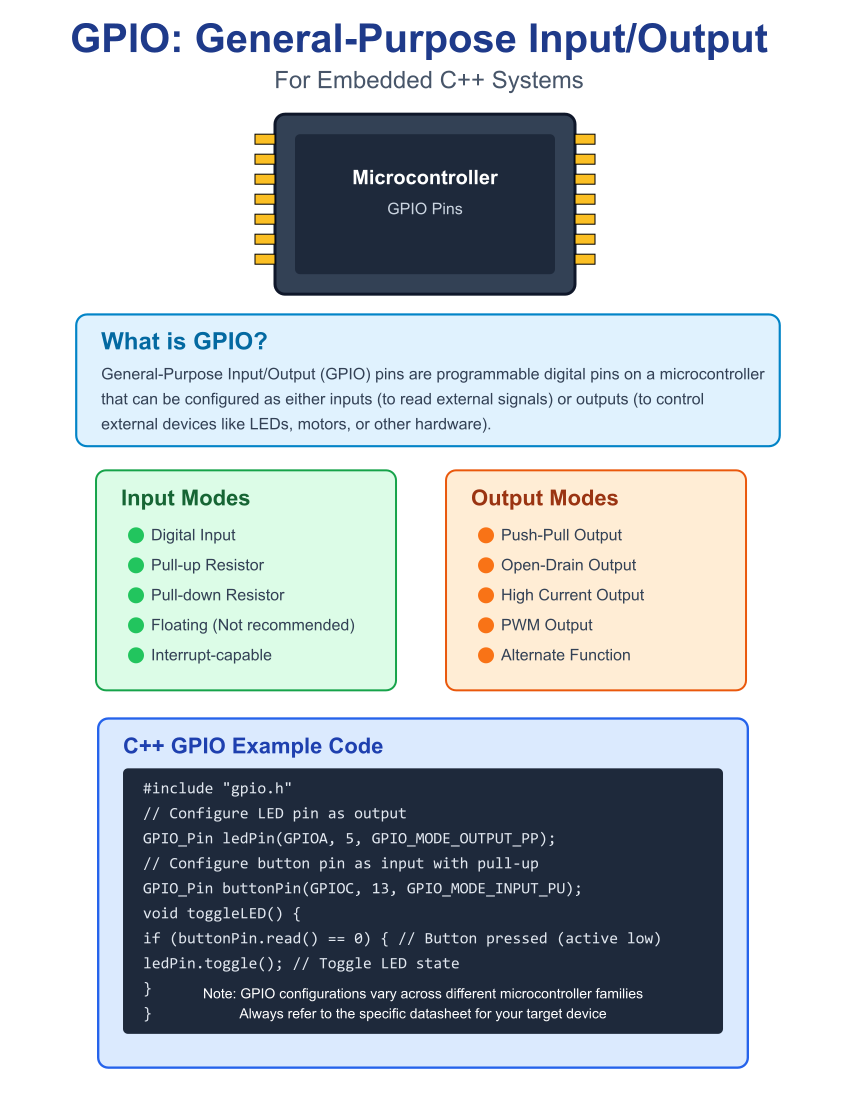 GPIO: General-Purpose Input/Output
For Embedded C++ Systems
Microcontroller
GPIO Pins
What is GPIO?
General-Purpose Input/Output (GPIO) pins are programmable digital pins on a microcontroller
that can be configured as either inputs (to read external signals) or outputs (to control
external devices like LEDs, motors, or other hardware).
Input Modes
Digital Input
Pull-up Resistor
Pull-down Resistor
Floating (Not recommended)
Interrupt-capable
Output Modes
Push-Pull Output
Open-Drain Output
High Current Output
PWM Output
Alternate Function
C++ GPIO Example Code
#include "gpio.h"
// Configure LED pin as output
GPIO_Pin ledPin(GPIOA, 5, GPIO_MODE_OUTPUT_PP);
// Configure button pin as input with pull-up
GPIO_Pin buttonPin(GPIOC, 13, GPIO_MODE_INPUT_PU);
void toggleLED() {
if (buttonPin.read() == 0) { // Button pressed (active low)
ledPin.toggle(); // Toggle LED state
}
}
Note: GPIO configurations vary across different microcontroller families
Always refer to the specific datasheet for your target device